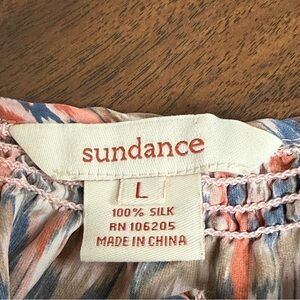 sundance
L
100% SILK
RN 106205
MADE IN CHINA